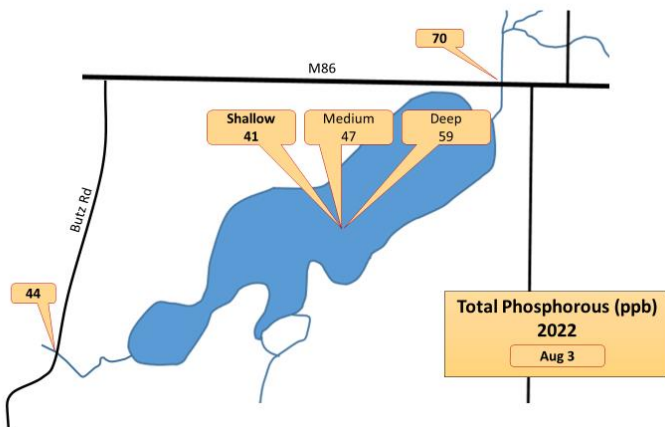 70
M86
Shallow
41
Medium
47
Deep
59
Butz Rd
44
Total Phosphorous (ppb)
2022
Aug 3